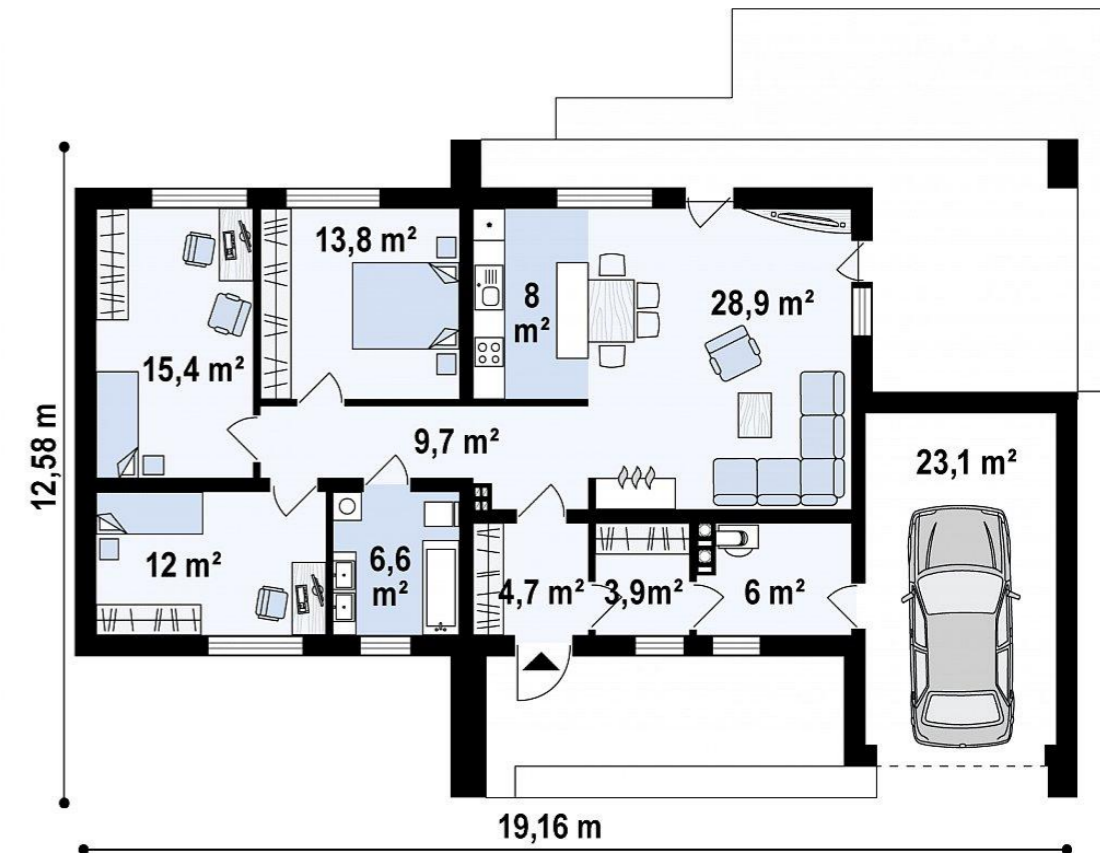 13,8 m²
8
m²
28,9 m²
15,4 m²
9,7 m²
12,58 m
23,1 m²
12 m²
6,6
m²
4,7 m²
3,9m²
6 m²
19,16 m